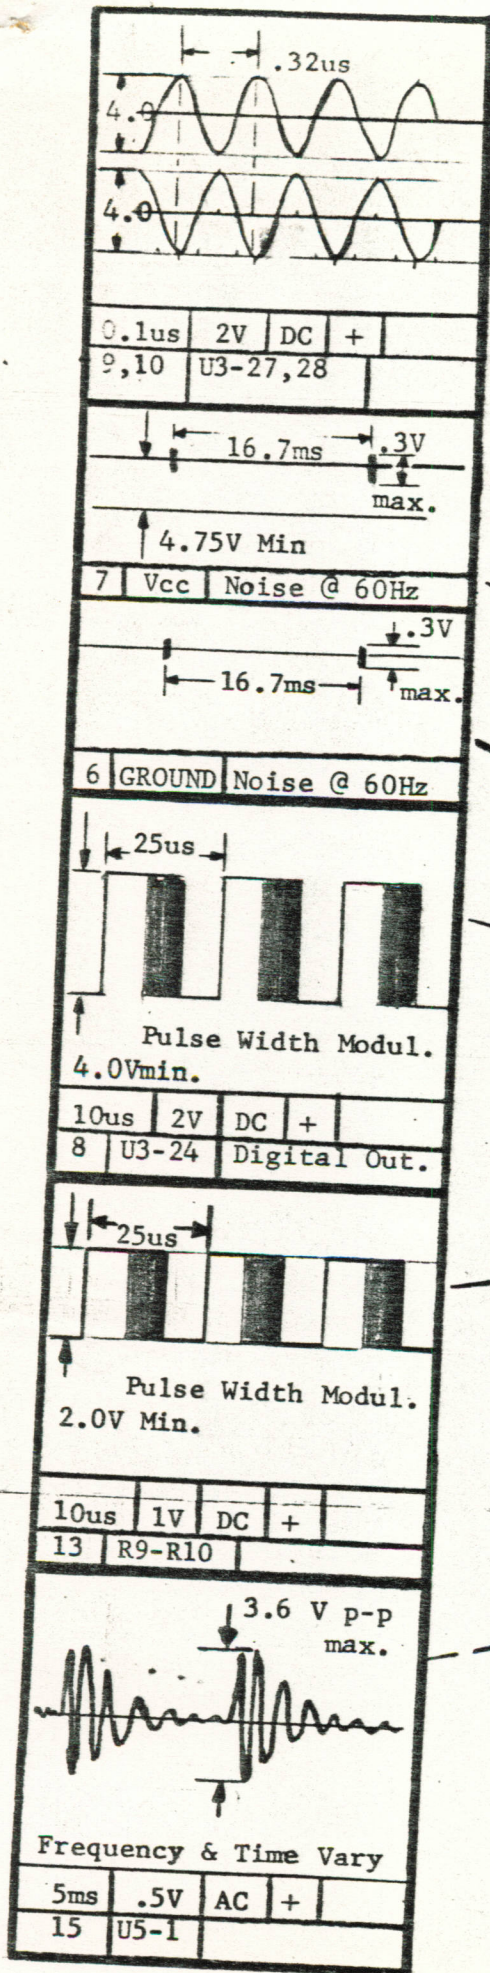 .32us
4.0
4.0
0.1us 2V DC +
9,10 U3-27,28
16.7ms .3V
max.
4.75V Min
7 Vcc Noise @ 60Hz
.3V
16.7ms max.
6 GROUND Noise @ 60Hz
25us
Pulse Width Modul.
4.0Vmin.
10us 2V DC +
8 U3-24 Digital Out.
25us
Pulse Width Modul.
2.0V Min.
10us 1V DC +
13 R9-R10
3.6 V p-p
max.
Frequency & Time Vary
5ms .5V AC +
15 U5-1